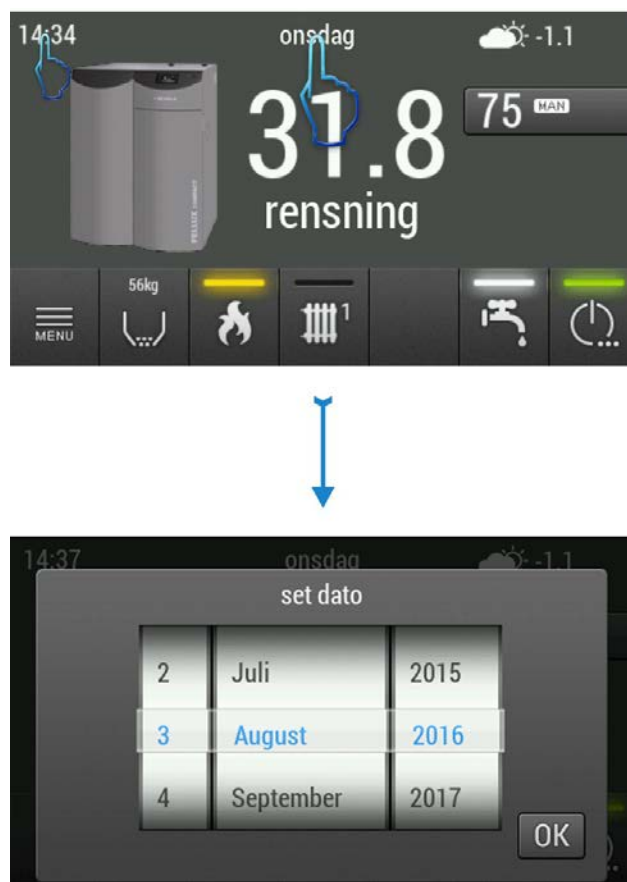 14:34 onsdag -1.1
31.8 75 MAN
rensning
56kg
MENU 1
14:37 onsdag -1.1
set dato
2 Juli 2015
3 August 2016
4 September 2017
OK